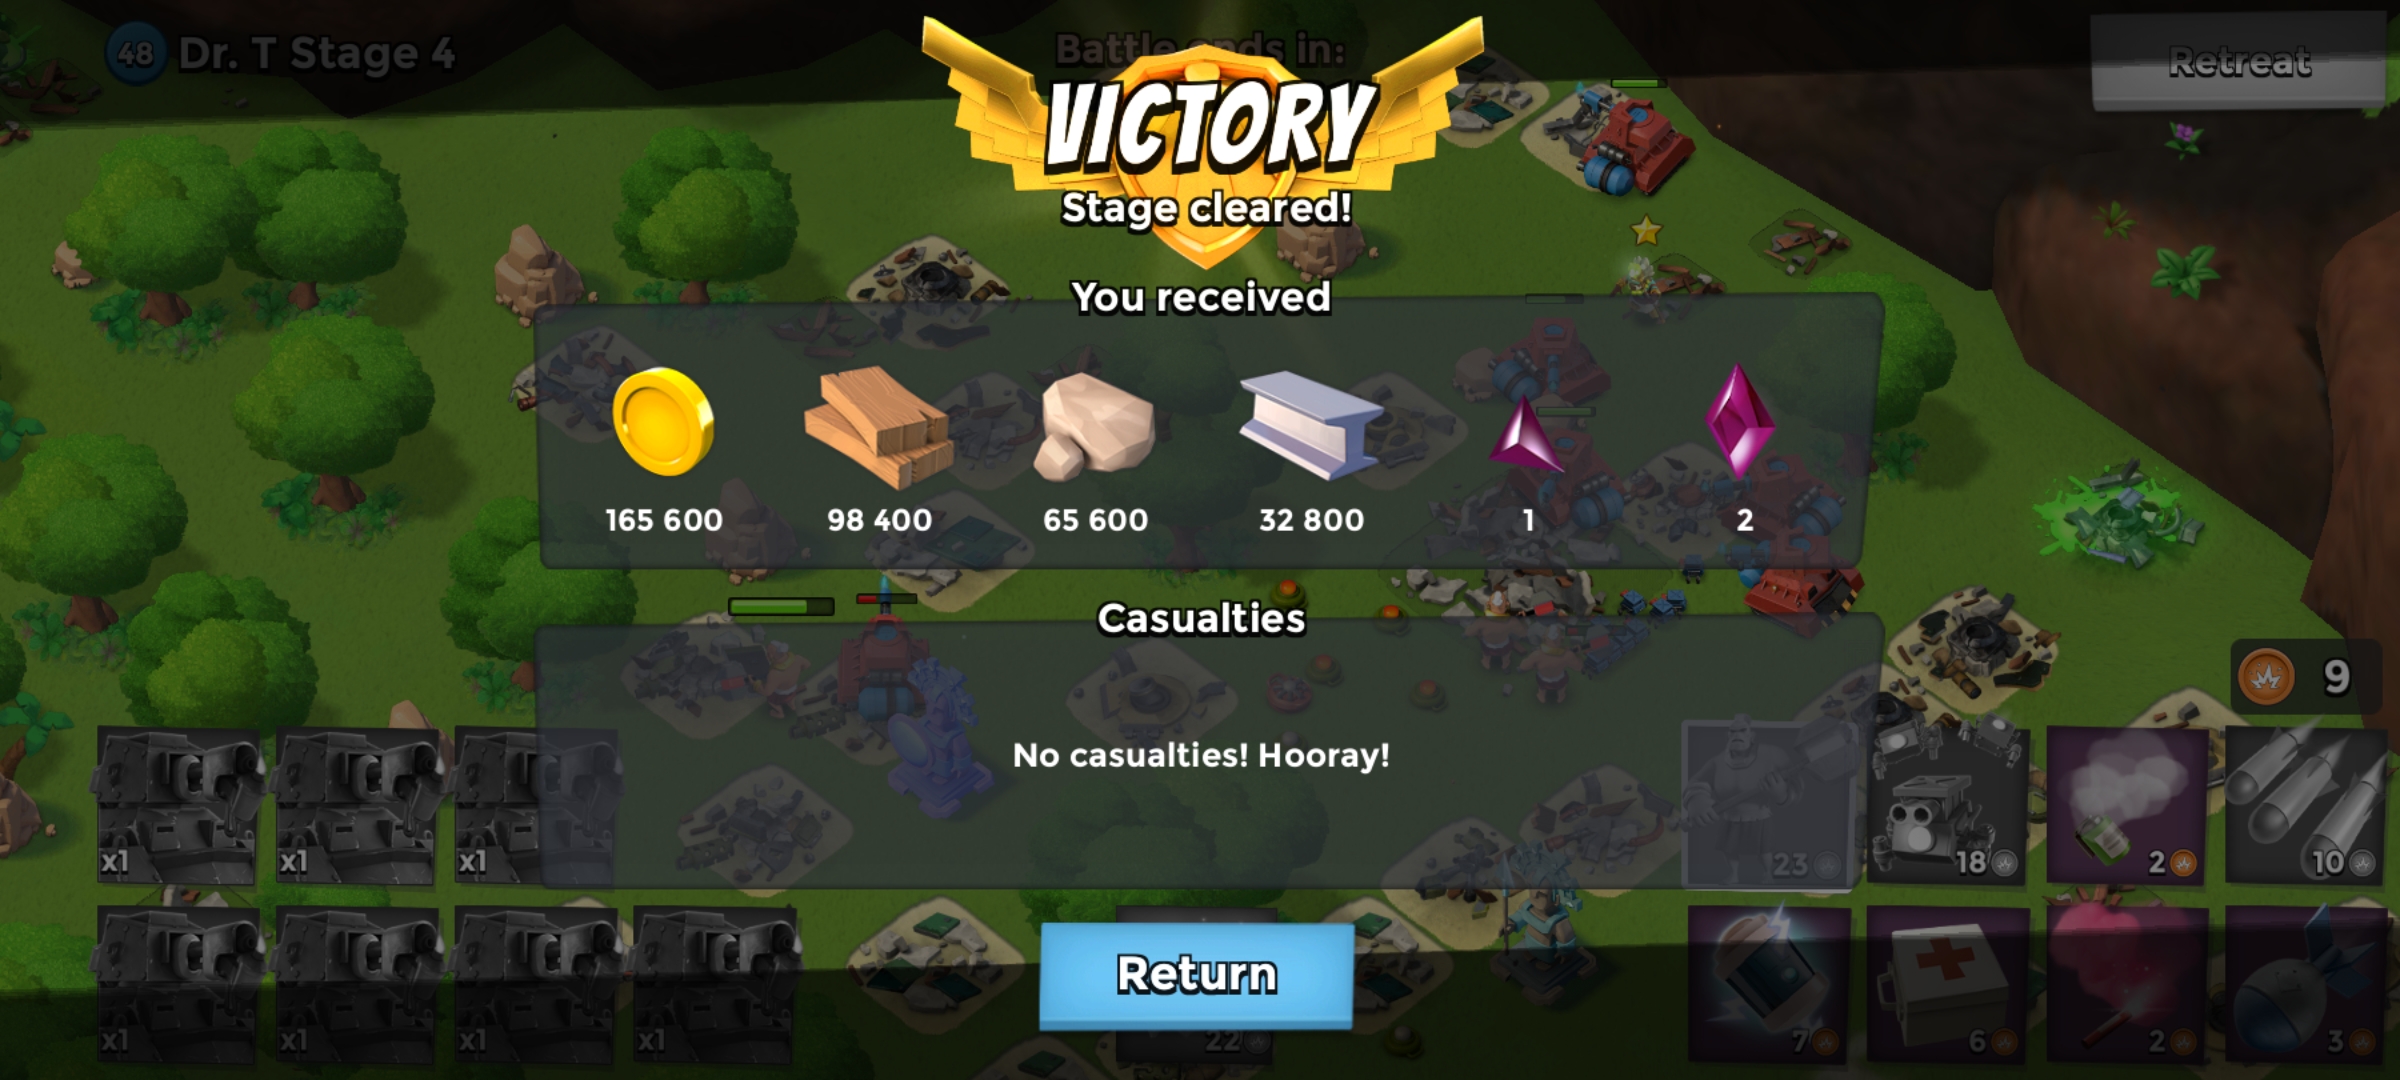 48 Dr. T Stage 4
Battle ends in:
Retreat
VICTORY
Stage cleared!
You received
165 600
98 400
65 600
32 800
1
2
Casualties
No casualties! Hooray!
9
x1
x1
x1
23
18
2
10
x1
x1
x1
x1
Return
22
7
6
2
3